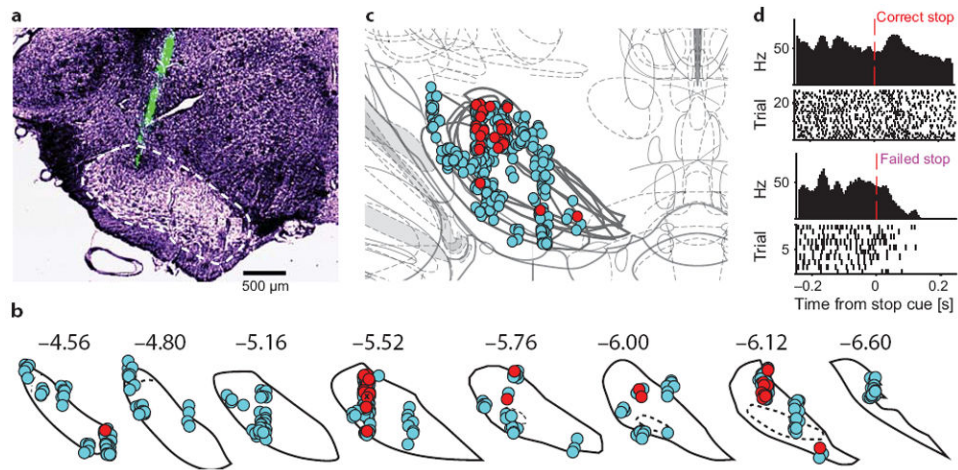 a
500 µm
c
d
Correct stop
50
Hz
20
Trial
Failed stop
50
Hz
5
Trial
−0.2 0 0.2
Time from stop cue [s]
b
−4.56 −4.80 −5.16 −5.52 −5.76 −6.00 −6.12 −6.60